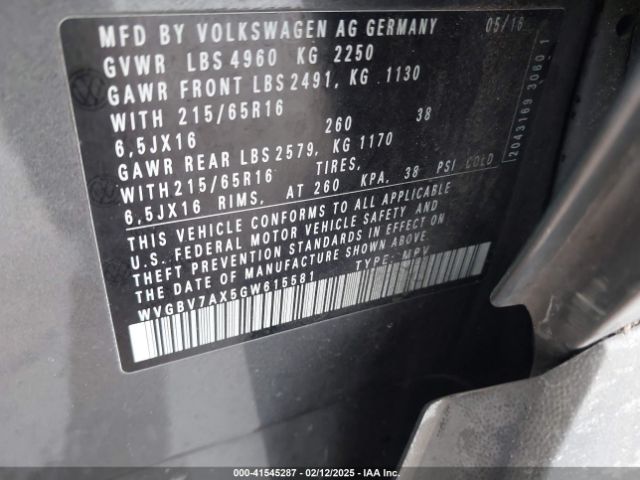 MFD BY VOLKSWAGEN AG GERMANY 05/16
GVWR LBS 4960 KG 2250
GAWR FRONT LBS 2491, KG 1130
WITH 215/65R16
6,5JX16 260 38
GAWR REAR LBS 2579, KG 1170
WITH 215/65R16 TIRES,
6,5JX16 RIMS, AT 260 KPA, 38 PSI COLD
THIS VEHICLE CONFORMS TO ALL APPLICABLE
U.S. FEDERAL MOTOR VEHICLE SAFETY AND
THEFT PREVENTION STANDARDS IN EFFECT ON
THE DATE OF MANUFACTURE SHOWN ABOVE.
WVGBV7AX5GW615581 TYPE: MPV
2043169 3060 1
000-41545287 - 02/12/2025 - IAA Inc.